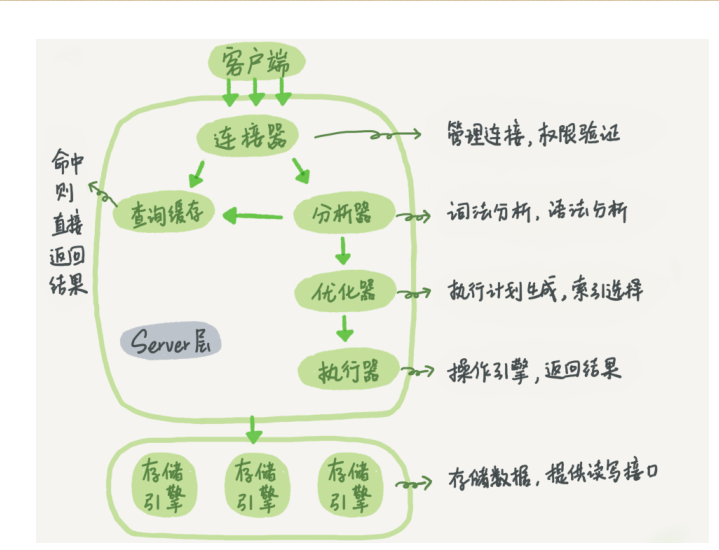 客户端
连接器
管理连接，权限验证
命中
则
直接
返回
结果
查询缓存
分析器
词法分析，语法分析
优化器
执行计划生成，索引选择
Server层
执行器
操作引擎，返回结果
存储
引擎
存储
引擎
存储
引擎
存储数据，提供读写接口